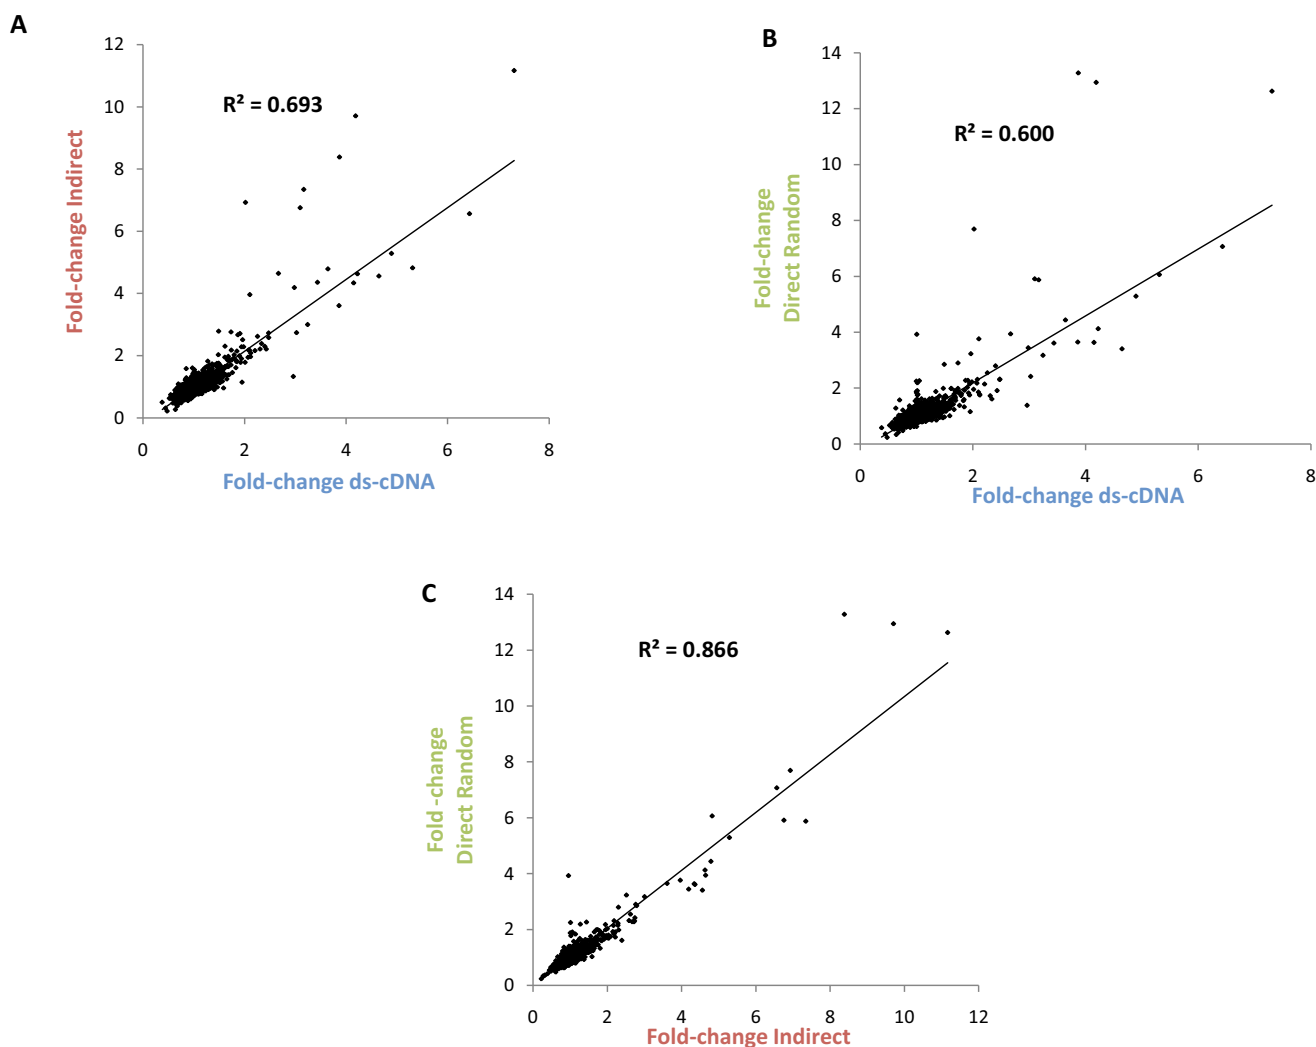 A
12
10
8
6
4
2
0
0 2 4 6 8
R² = 0.693
Fold-change Indirect
Fold-change ds-cDNA
B
14
12
10
8
6
4
2
0
0 2 4 6 8
R² = 0.600
Fold-change
Direct Random
Fold-change ds-cDNA
C
14
12
10
8
6
4
2
0
0 2 4 6 8 10 12
R² = 0.866
Fold -change
Direct Random
Fold-change Indirect